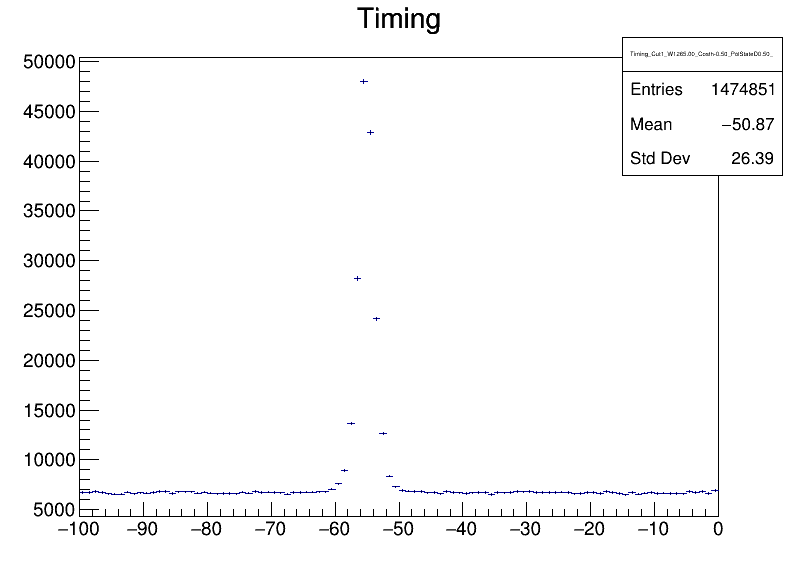 Timing
Timing_Cut1_W1265.00_Costh-0.50_PolStateD0.50_
Entries 1474851
Mean −50.87
Std Dev 26.39
50000
45000
40000
35000
30000
25000
20000
15000
10000
5000
−100 −90 −80 −70 −60 −50 −40 −30 −20 −10 0